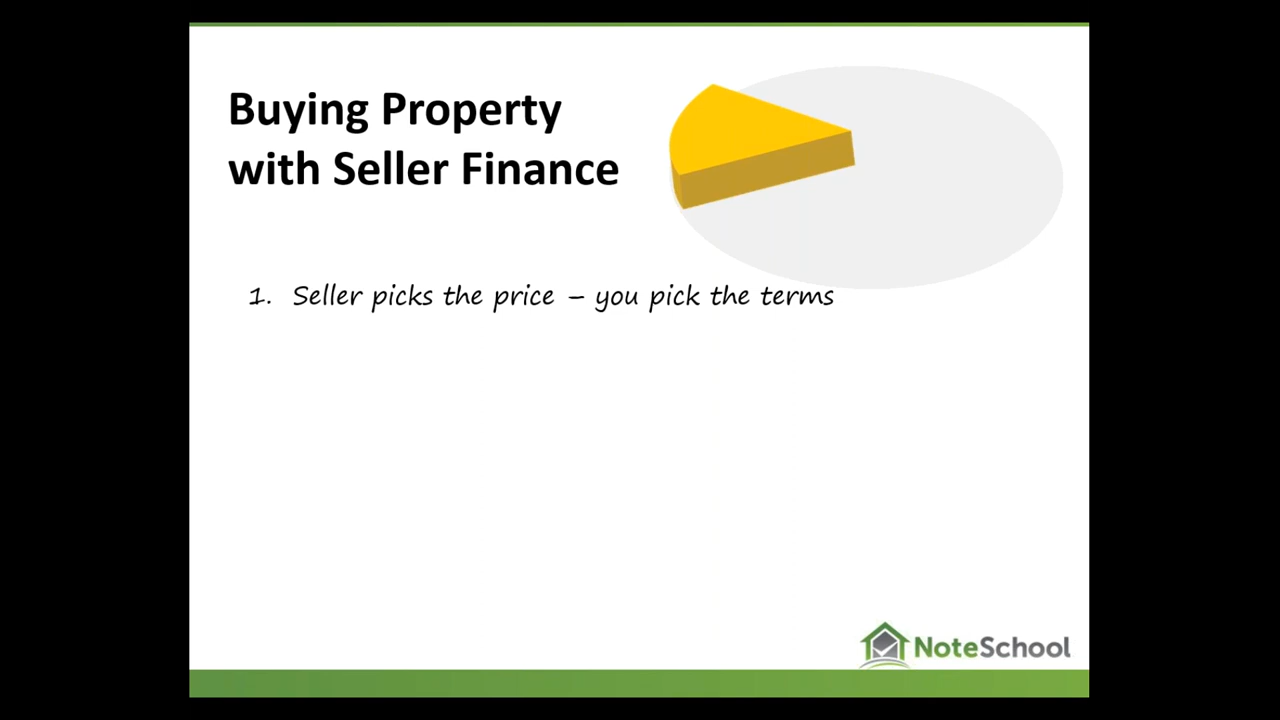 Buying Property
with Seller Finance
1. Seller picks the price – you pick the terms
NoteSchool